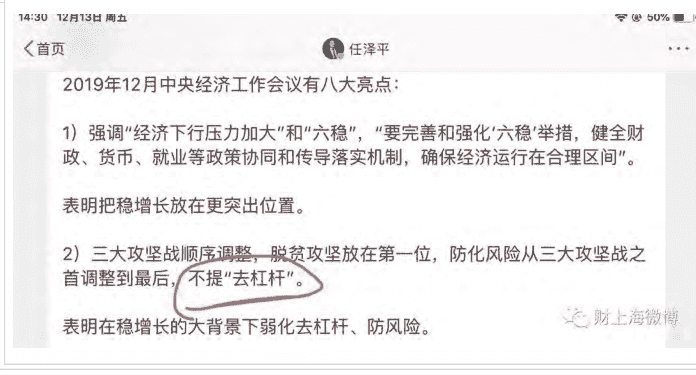 14:30 12月13日周五
50%
首页
任泽平
2019年12月中央经济工作会议有八大亮点：
1）强调“经济下行压力加大”和“六稳”，“要完善和强化‘六稳’举措，健全财
政、货币、就业等政策协同和传导落实机制，确保经济运行在合理区间”。
表明把稳增长放在更突出位置。
2）三大攻坚战顺序调整，脱贫攻坚放在第一位，防化风险从三大攻坚战之
首调整到最后，不提“去杠杆”。
表明在稳增长的大背景下弱化去杠杆、防风险。
财上海微博